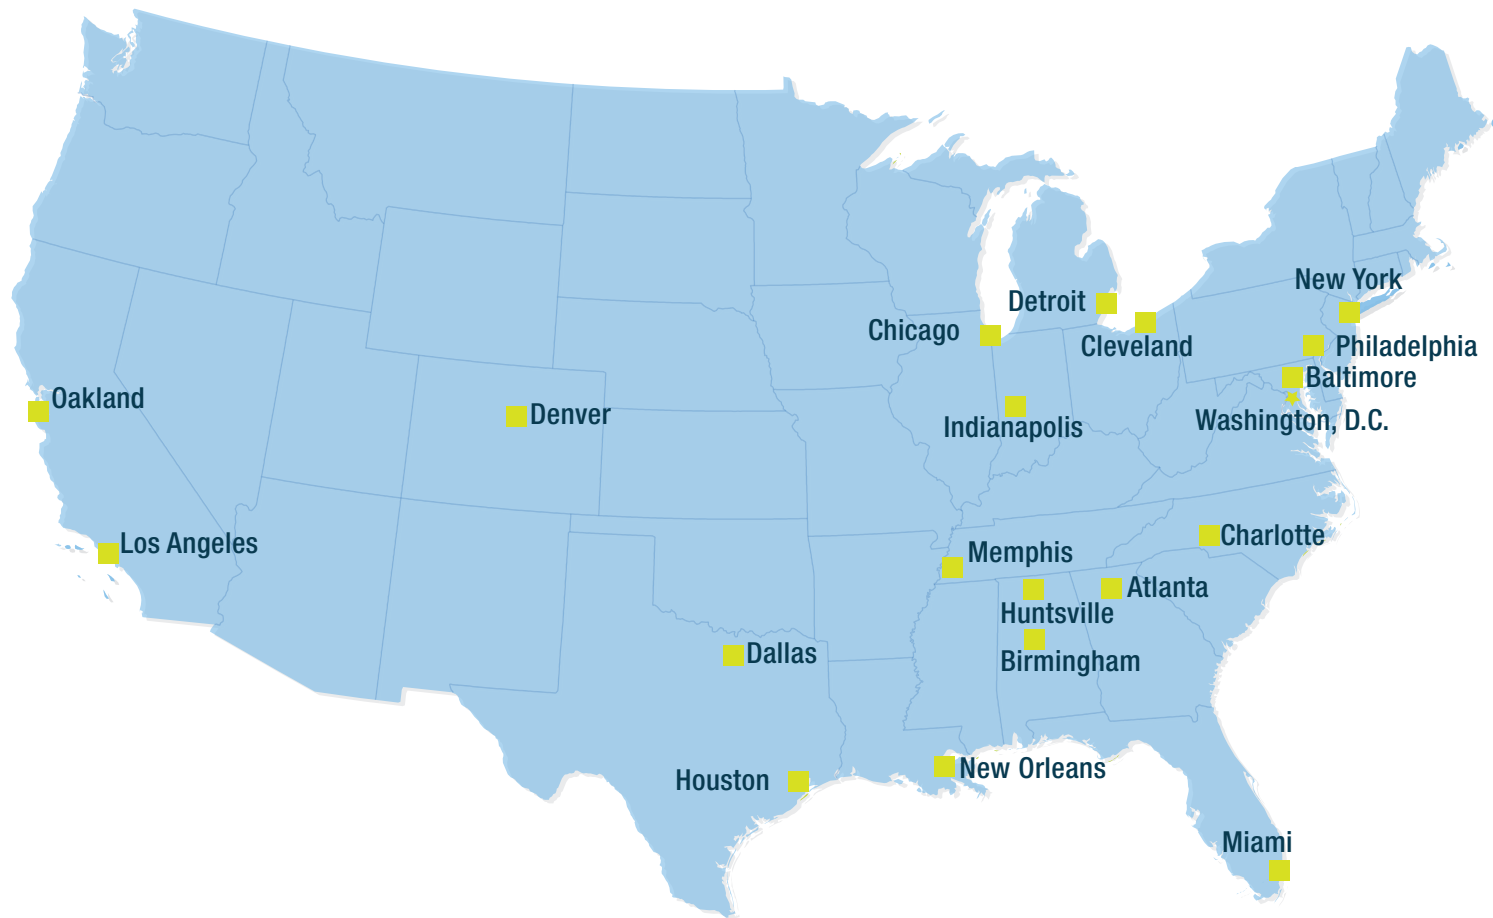 New York
Detroit
Chicago
Cleveland
Philadelphia
Baltimore
Oakland
Denver
Indianapolis
Washington, D.C.
Charlotte
Los Angeles
Memphis
Atlanta
Huntsville
Dallas
Birmingham
New Orleans
Houston
Miami